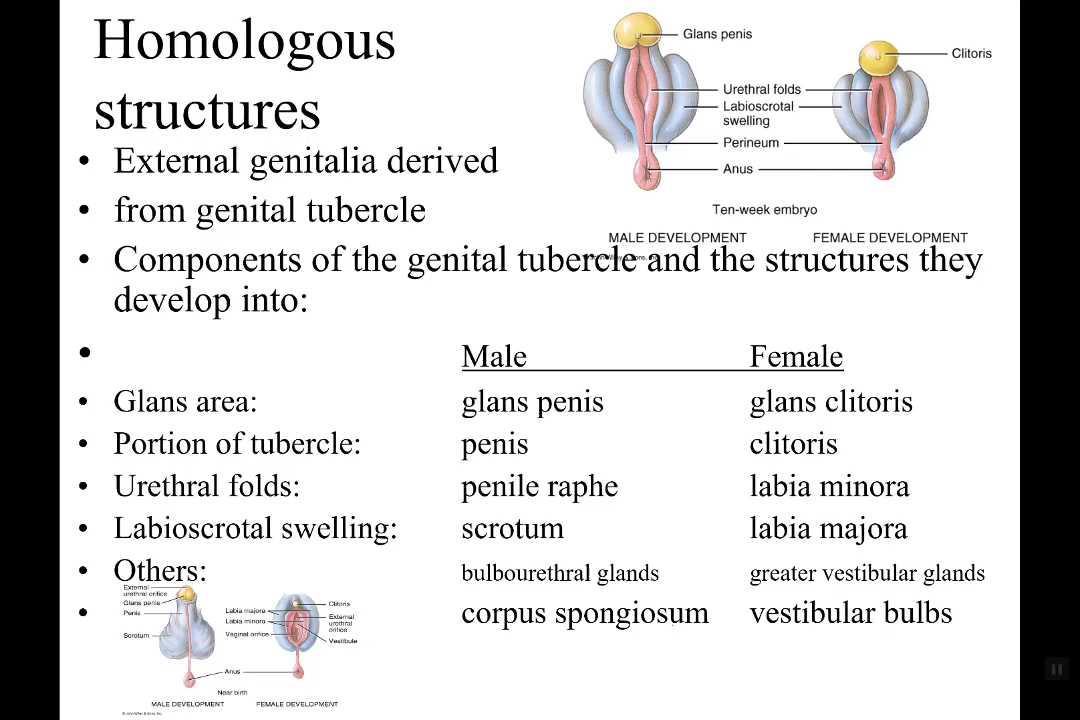 Homologous
structures
• External genitalia derived
• from genital tubercle
• Components of the genital tubercle and the structures they
develop into:
• Male Female
• Glans area: glans penis glans clitoris
• Portion of tubercle: penis clitoris
• Urethral folds: penile raphe labia minora
• Labioscrotal swelling: scrotum labia majora
• Others: bulbourethral glands greater vestibular glands
• corpus spongiosum vestibular bulbs
Glans penis
Clitoris
Urethral folds
Labioscrotal
swelling
Perineum
Anus
Ten-week embryo
MALE DEVELOPMENT FEMALE DEVELOPMENT
External
urethral orifice
Glans penis
Penis
Scrotum
Labia majora
Labia minora
Vaginal orifice
Clitoris
External
urethral
orifice
Vestibule
Anus
Near birth
MALE DEVELOPMENT FEMALE DEVELOPMENT
© John Wiley & Sons, Inc.